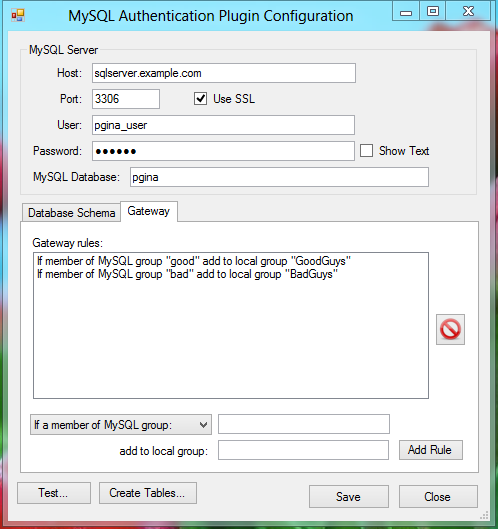 MySQL Authentication Plugin Configuration
MySQL Server
Host: sqlserver.example.com
Port: 3306 Use SSL
User: pgina_user
Password: ●●●●●● Show Text
MySQL Database: pgina
Database Schema Gateway
Gateway rules:
If member of MySQL group "good" add to local group "GoodGuys"
If member of MySQL group "bad" add to local group "BadGuys"
If a member of MySQL group:
add to local group: Add Rule
Test... Create Tables... Save Close